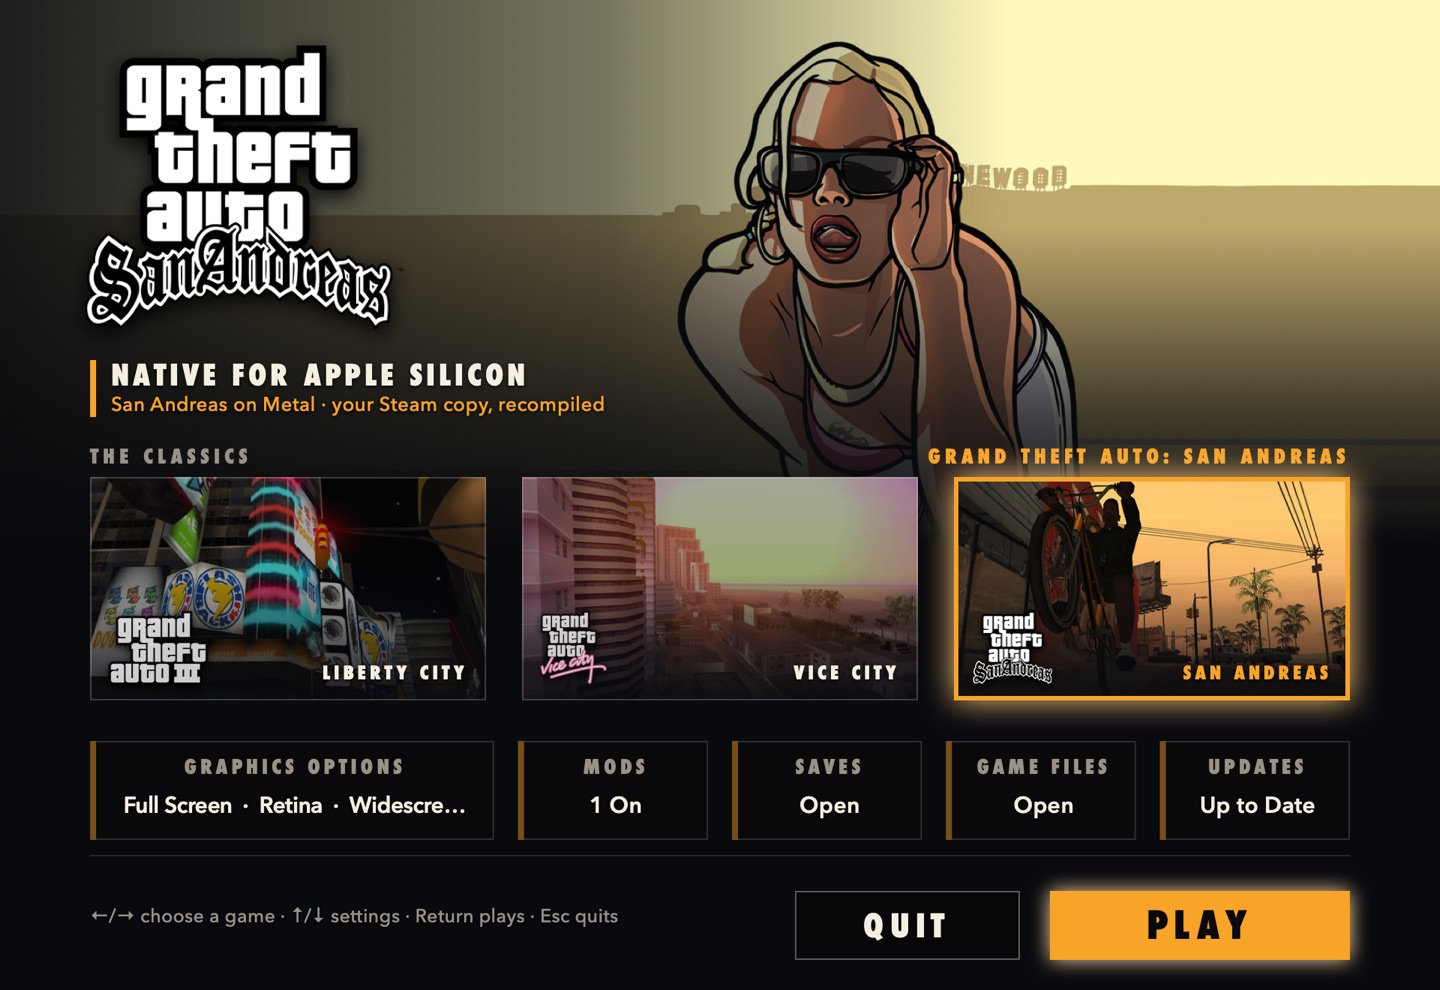 grand
theft
auto
San Andreas
™
NEWOOD
NATIVE FOR APPLE SILICON
San Andreas on Metal · your Steam copy, recompiled
THE CLASSICS
GRAND THEFT AUTO: SAN ANDREAS
grand
theft
auto III
LIBERTY CITY
grand
theft
auto
vice city
VICE CITY
grand
theft
auto
San Andreas
SAN ANDREAS
GRAPHICS OPTIONS
Full Screen · Retina · Widescre...
MODS
1 On
SAVES
Open
GAME FILES
Open
UPDATES
Up to Date
←/→ choose a game · ↑/↓ settings · Return plays · Esc quits
QUIT
PLAY